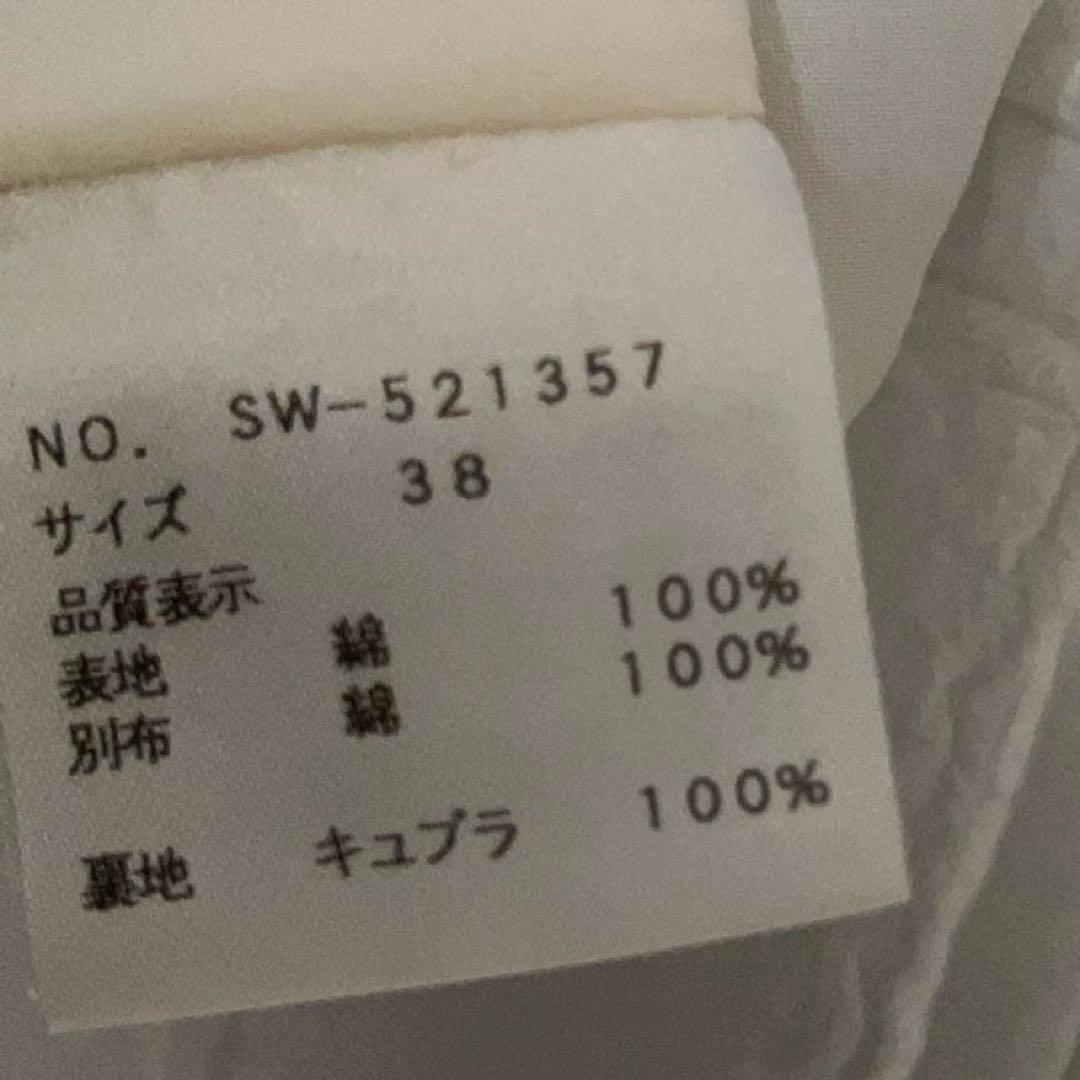 NO. SW-521357
サイズ 38
品質表示
表地 綿 100%
別布 綿 100%
裏地 キュプラ 100%